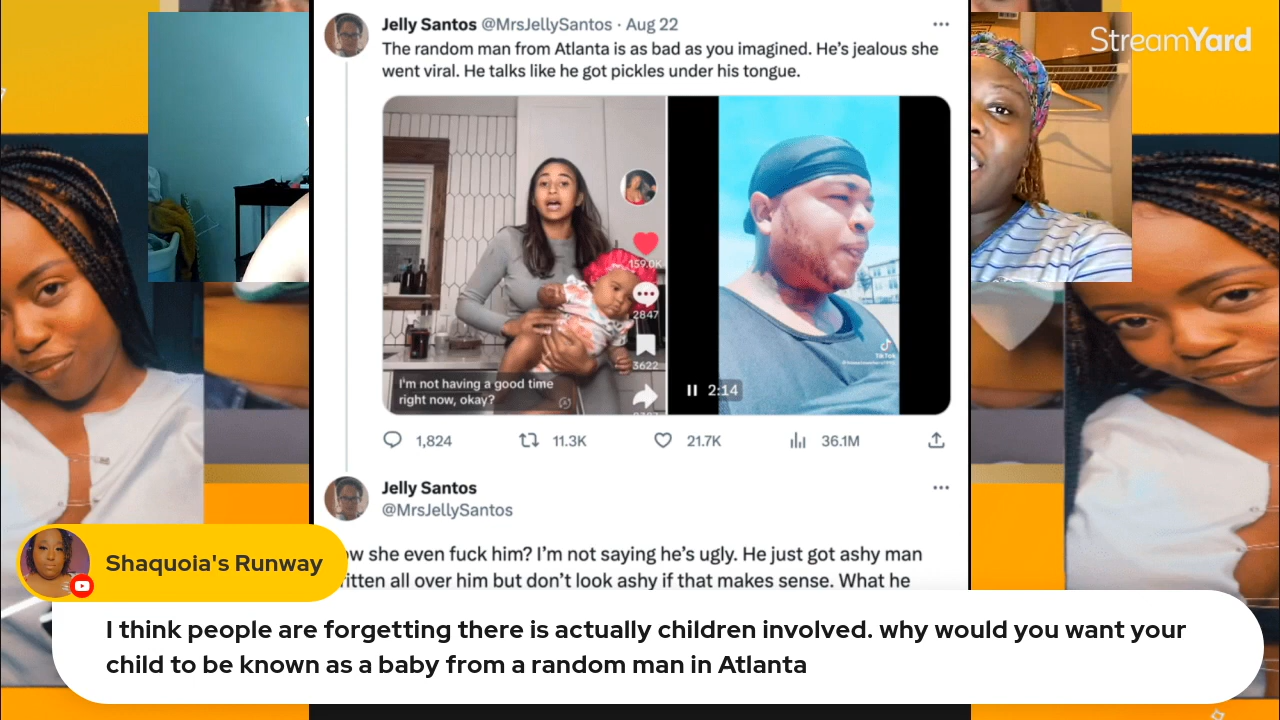 StreamYard
Jelly Santos @MrsJellySantos · Aug 22
The random man from Atlanta is as bad as you imagined. He's jealous she
went viral. He talks like he got pickles under his tongue.
159.0K
2847
3622
I'm not having a good time
right now, okay?
2:14
TikTok
1,824 11.3K 21.7K 36.1M
Jelly Santos
@MrsJellySantos
she even fuck him? I'm not saying he's ugly. He just got ashy man
all over him but don't look ashy if that makes sense. What he
Shaquoia's Runway
I think people are forgetting there is actually children involved. why would you want your
child to be known as a baby from a random man in Atlanta